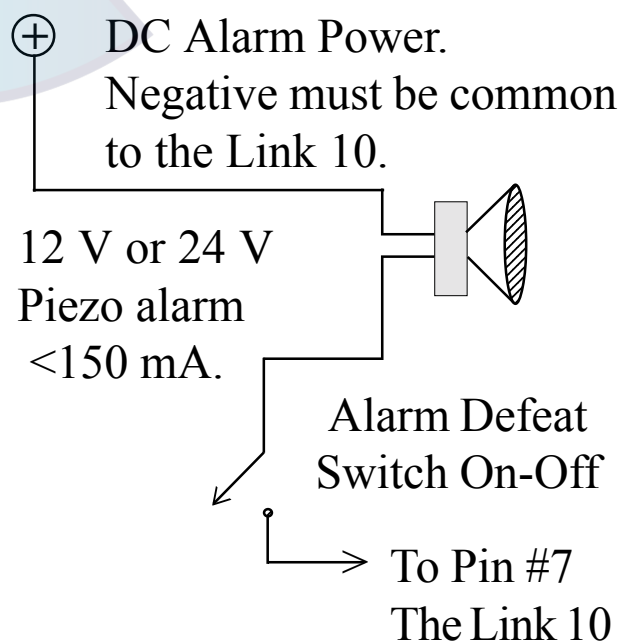 DC Alarm Power.
Negative must be common
to the Link 10.
12 V or 24 V
Piezo alarm
<150 mA.
Alarm Defeat
Switch On-Off
To Pin #7
The Link 10